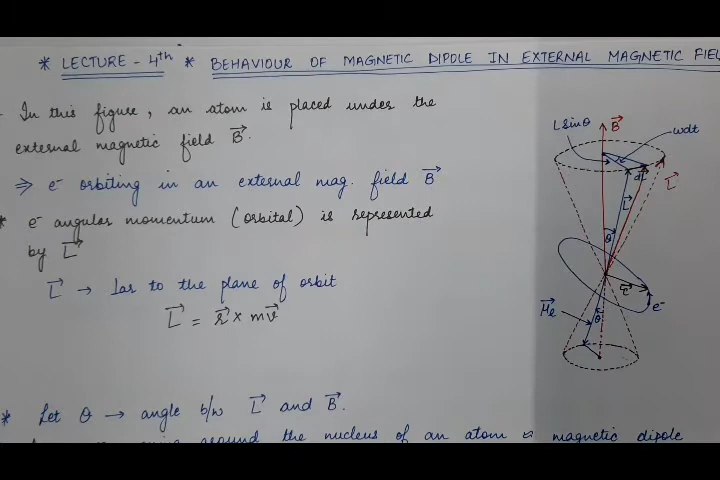 * LECTURE - 4th * BEHAVIOUR OF MAGNETIC DIPOLE IN EXTERNAL MAGNETIC FIEL
- In this figure, an atom is placed under the
external magnetic field B⃗.
⇒ e⁻ orbiting in an external mag. field B⃗
* e⁻ angular momentum (orbital) is represented
by L⃗
L⃗ → Lar to the plane of orbit
L⃗ = r⃗ × mv⃗
* Let θ → angle b/w L⃗ and B⃗.
around the nucleus of an atom ≈ magnetic dipole
L sinθ
B⃗
ωdt
dL
L⃗
L⃗
θ
r⃗
e⁻
μ⃗e
θ